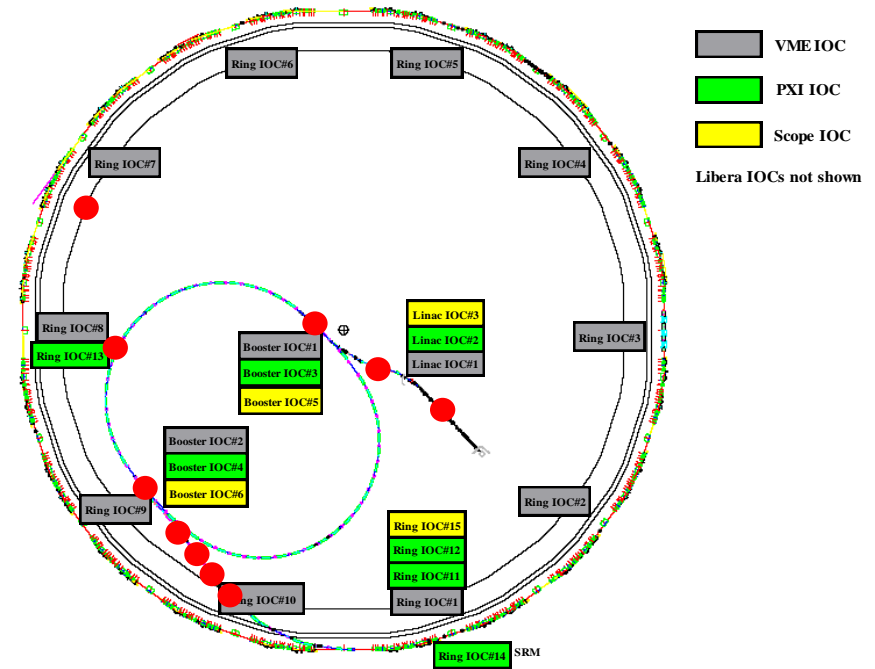 Ring IOC#6
Ring IOC#5
VME IOC
PXI IOC
Scope IOC
Libera IOCs not shown
Ring IOC#7
Ring IOC#4
Ring IOC#8
Ring IOC#13
Linac IOC#3
Linac IOC#2
Linac IOC#1
Ring IOC#3
Booster IOC#1
Booster IOC#3
Booster IOC#5
Booster IOC#2
Booster IOC#4
Booster IOC#6
Ring IOC#9
Ring IOC#2
Ring IOC#15
Ring IOC#12
Ring IOC#11
Ring IOC#1
IOC#10
Ring IOC#14 SRM